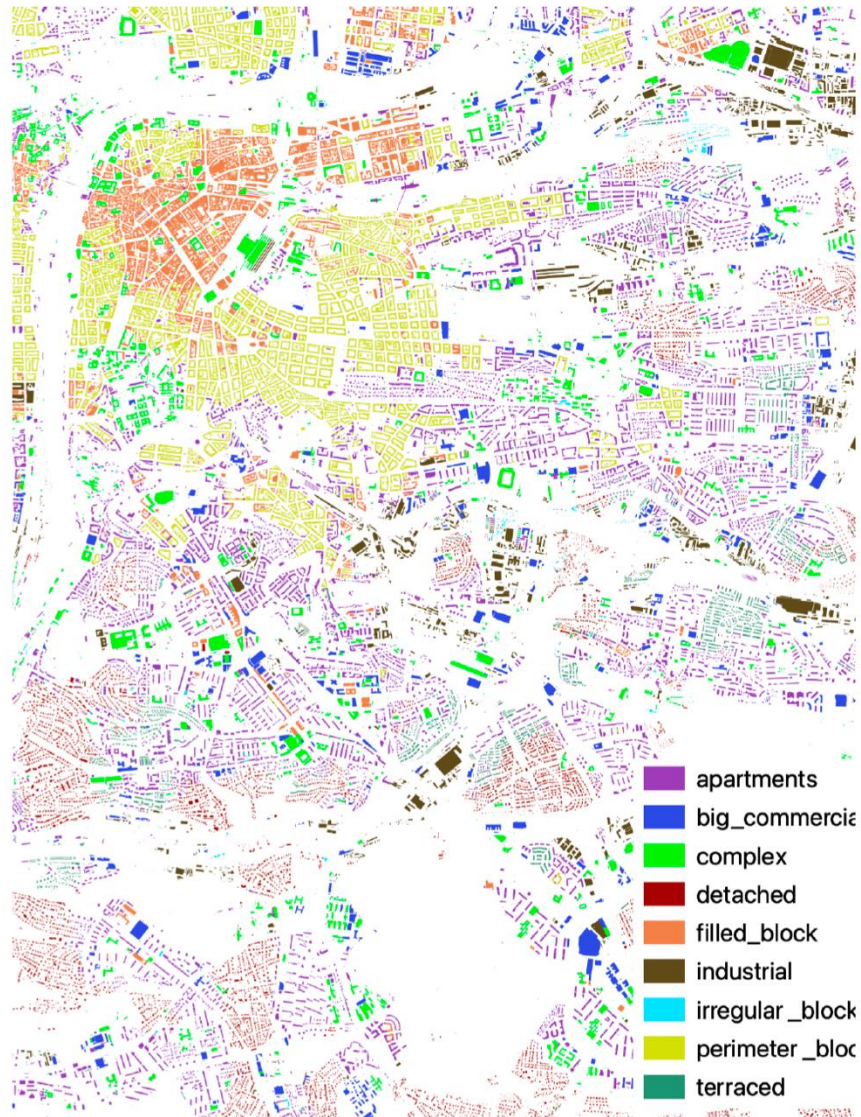 apartments
big_commercia
complex
detached
filled_block
industrial
irregular _block
perimeter _bloc
terraced